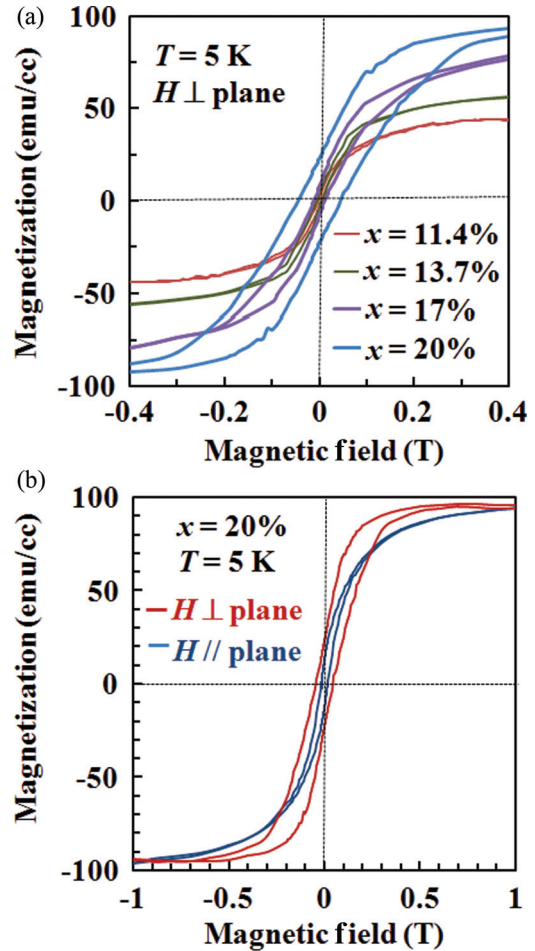 (a)
100
50
0
-50
-100
Magnetization (emu/cc)
T = 5 K
H ⊥ plane
x = 11.4%
x = 13.7%
x = 17%
x = 20%
-0.4 -0.2 0 0.2 0.4
Magnetic field (T)
(b)
100
50
0
-50
-100
Magnetization (emu/cc)
x = 20%
T = 5 K
H ⊥ plane
H // plane
-1 -0.5 0 0.5 1
Magnetic field (T)